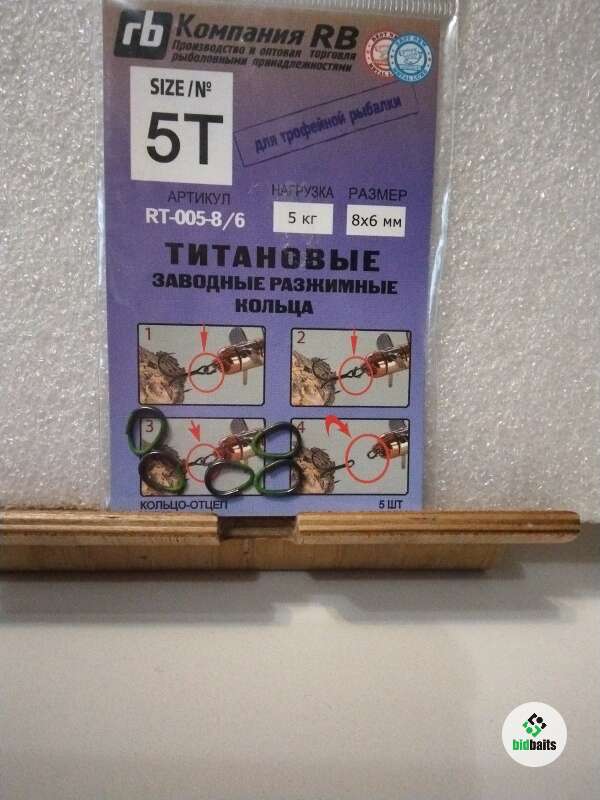 rb Компания RB
Производство и оптовая торговля
рыболовными принадлежностями
SIZE/№
5T
для трофейной рыбалки
АРТИКУЛ
RT-005-8/6
НАГРУЗКА
5 кг
РАЗМЕР
8x6 мм
ТИТАНОВЫЕ
ЗАВОДНЫЕ РАЗЖИМНЫЕ
КОЛЬЦА
1
2
3
4
КОЛЬЦО-ОТЦЕП
5 ШТ
bidbaits